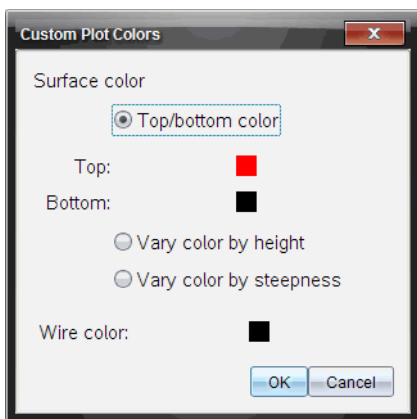 Custom Plot Colors
Surface color
Top/bottom color
Top:
Bottom:
Vary color by height
Vary color by steepness
Wire color:
OK Cancel